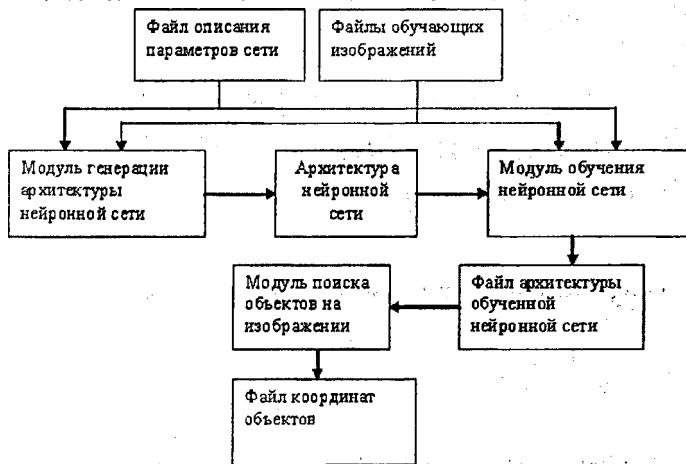 Файл описания
параметров сети
Файлы обучающих
изображений
Модуль генерации
архитектуры
нейронной сети
Архитектура
нейронной
сети
Модуль обучения
нейронной сети
Модуль поиска
объектов на
изображении
Файл архитектуры
обученной
нейронной сети
Файл координат
объектов